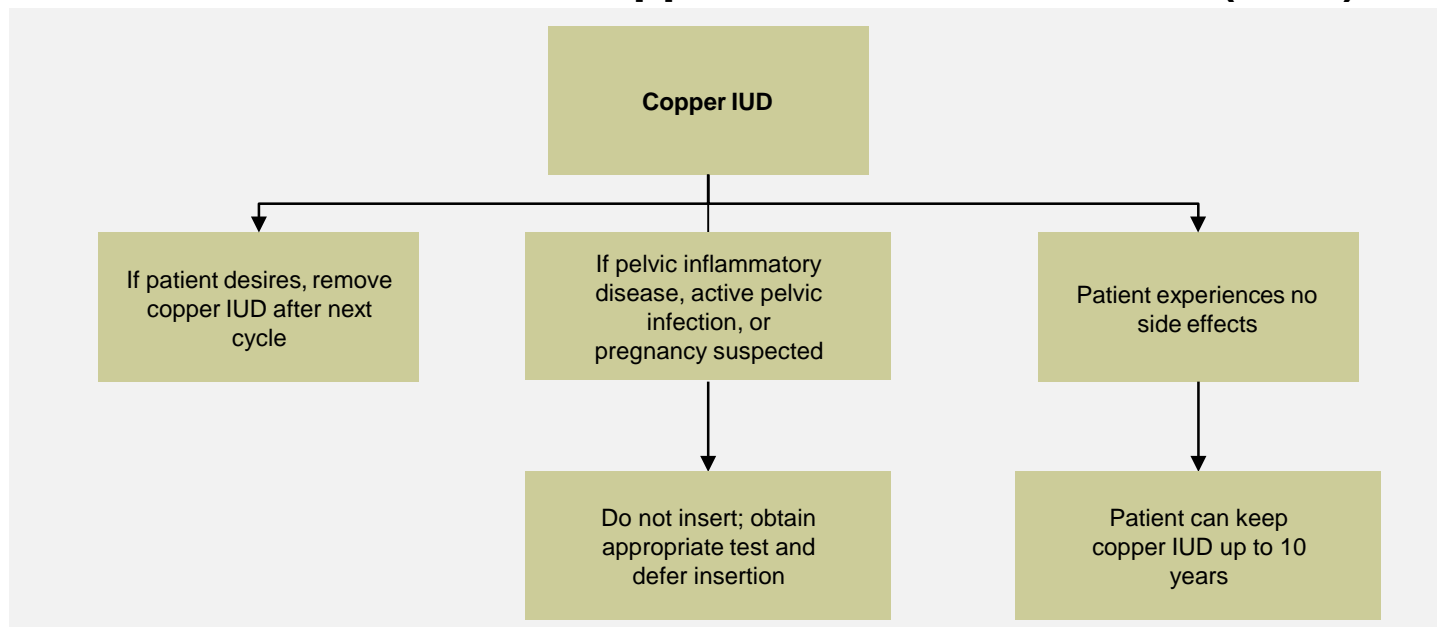 Copper IUD
If patient desires, remove
copper IUD after next
cycle
If pelvic inflammatory
disease, active pelvic
infection, or
pregnancy suspected
Patient experiences no
side effects
Do not insert; obtain
appropriate test and
defer insertion
Patient can keep
copper IUD up to 10
years